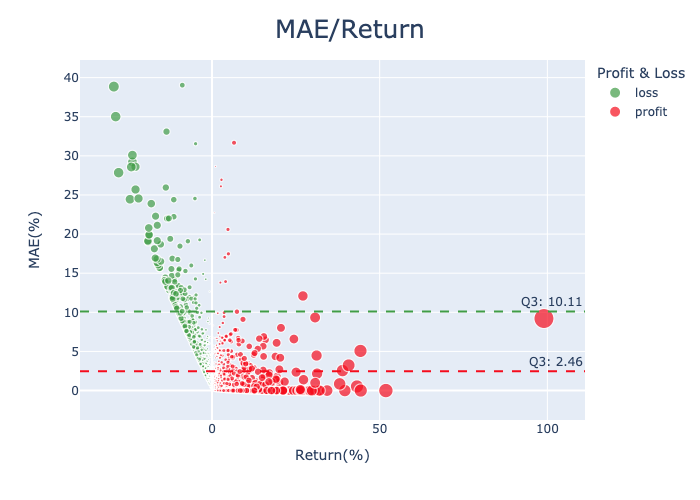 MAE/Return
Profit & Loss
loss
profit
MAE(%)
40
35
30
25
20
15
10
5
0
Q3: 10.11
Q3: 2.46
0
50
100
Return(%)